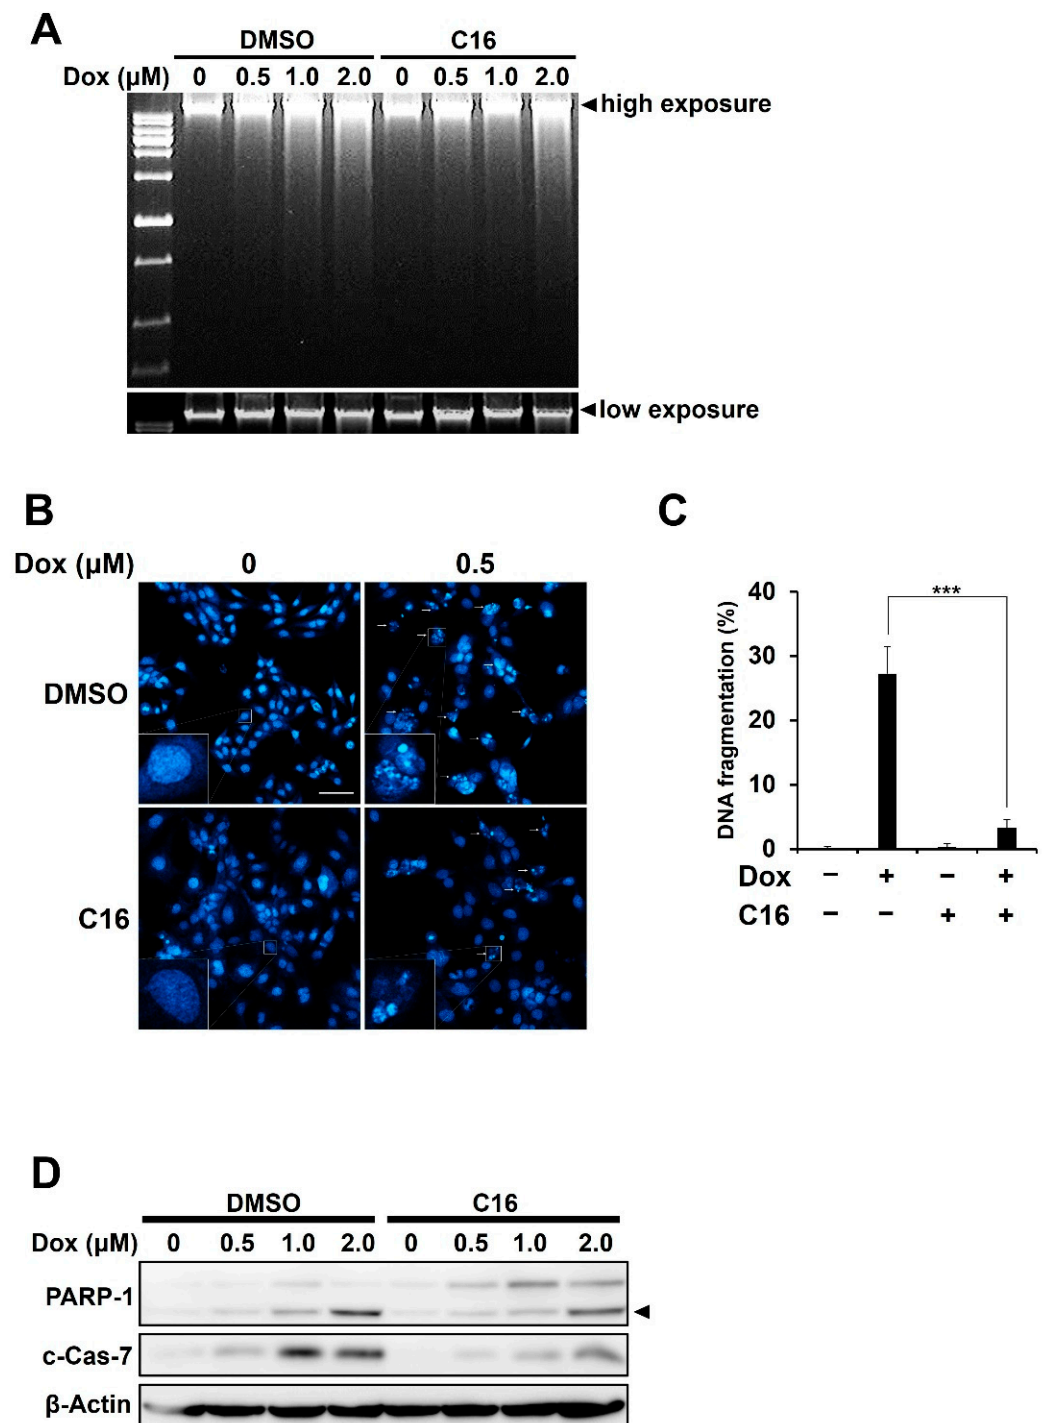 A
DMSO C16
Dox (µM) 0 0.5 1.0 2.0 0 0.5 1.0 2.0
high exposure
low exposure
B
Dox (µM) 0 0.5
DMSO
C16
C
DNA fragmentation (%)
40
30
20
10
0
***
Dox – + – +
C16 – – + +
D
DMSO C16
Dox (µM) 0 0.5 1.0 2.0 0 0.5 1.0 2.0
PARP-1
c-Cas-7
β-Actin